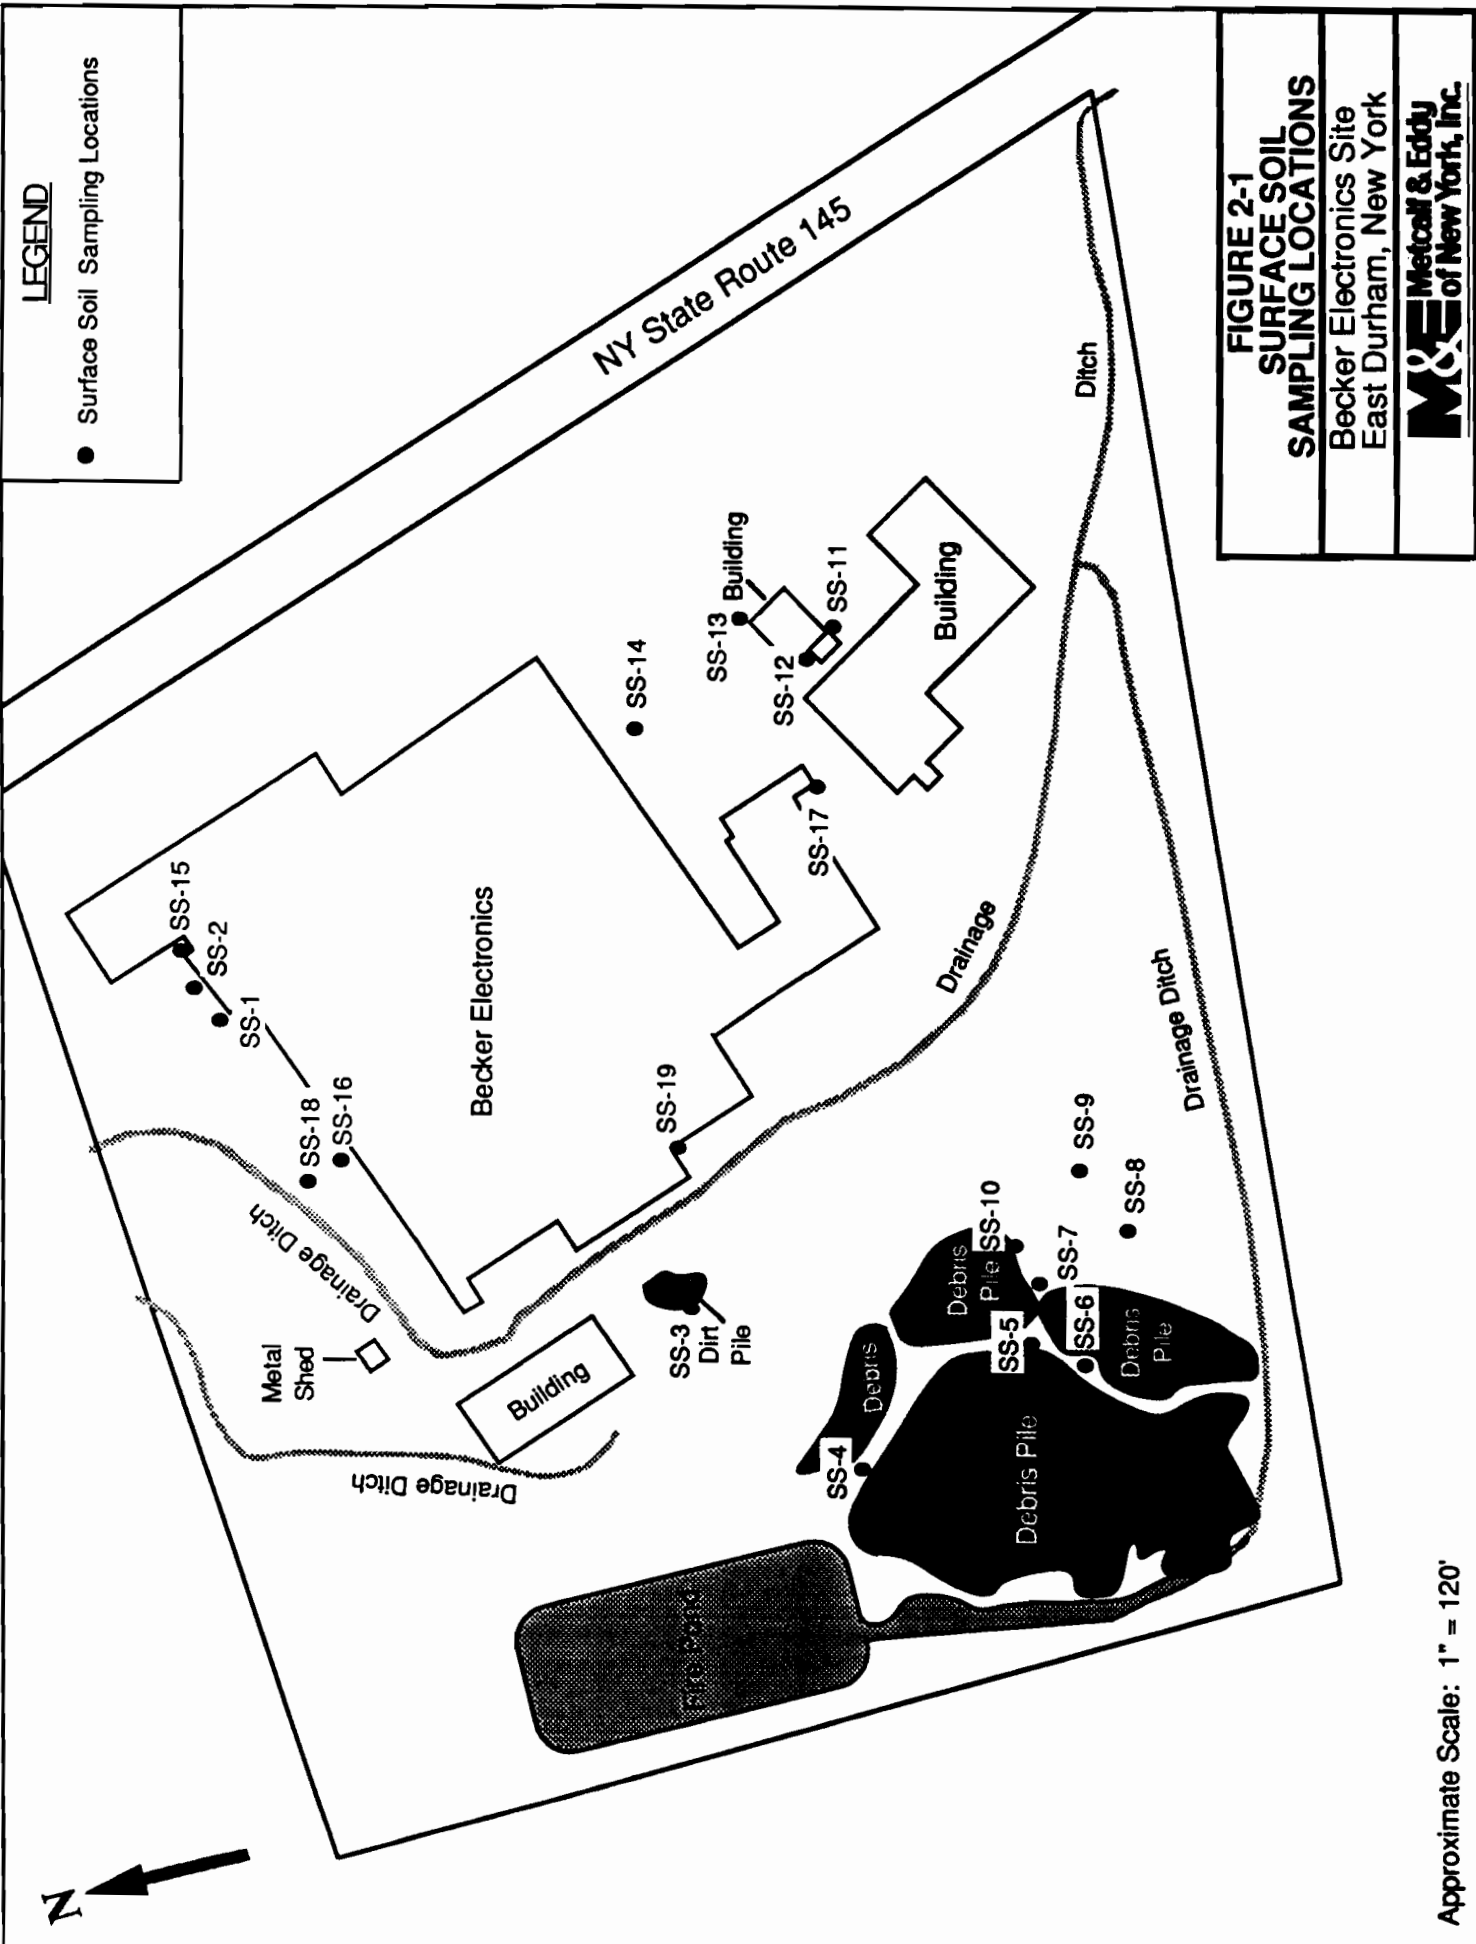 LEGEND
● Surface Soil Sampling Locations
NY State Route 145
SS-15
SS-2
SS-1
SS-18
SS-16
Becker Electronics
SS-19
SS-14
SS-13
Building
SS-12
SS-11
Building
SS-17
Ditch
Drainage
Drainage Ditch
Drainage Ditch
Metal
Shed
Building
Drainage Ditch
SS-3
Dirt
Pile
SS-9
SS-8
SS-10
SS-7
Debris
Pile
SS-5
SS-6
Debris
Pile
Debris
SS-4
Debris Pile
Fire Pond
N
Approximate Scale: 1" = 120'
FIGURE 2-1
SURFACE SOIL
SAMPLING LOCATIONS
Becker Electronics Site
East Durham, New York
M&E Metcalf & Eddy
of New York, Inc.